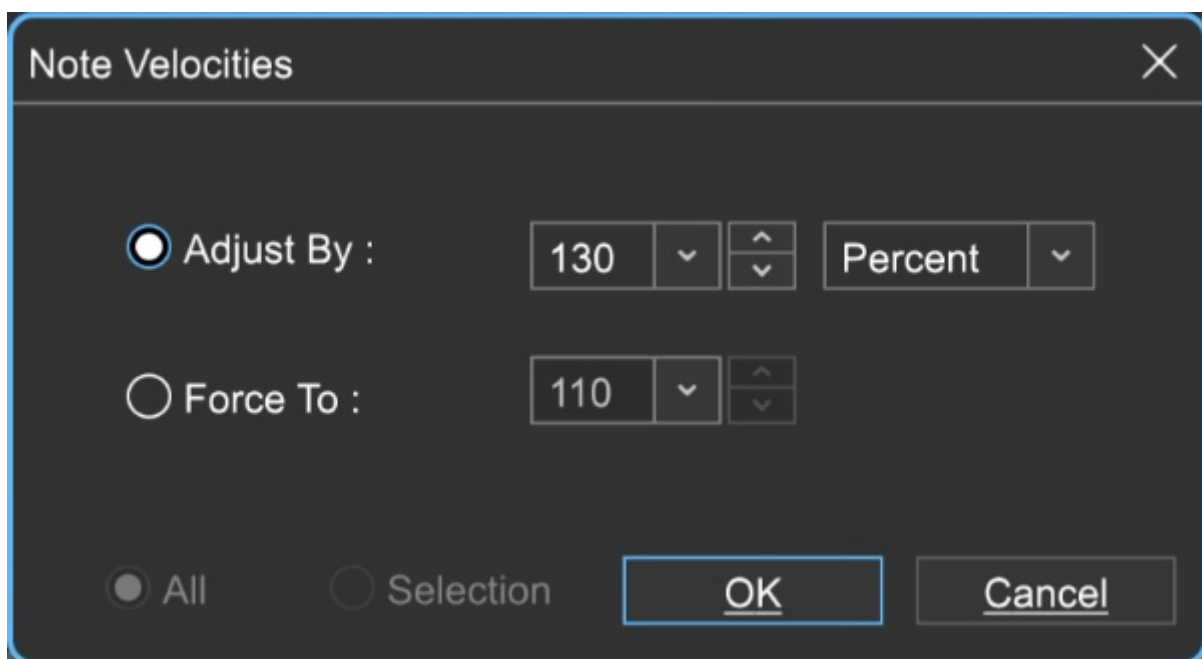 Note Velocities
Adjust By : 130 Percent
Force To : 110
All Selection OK Cancel